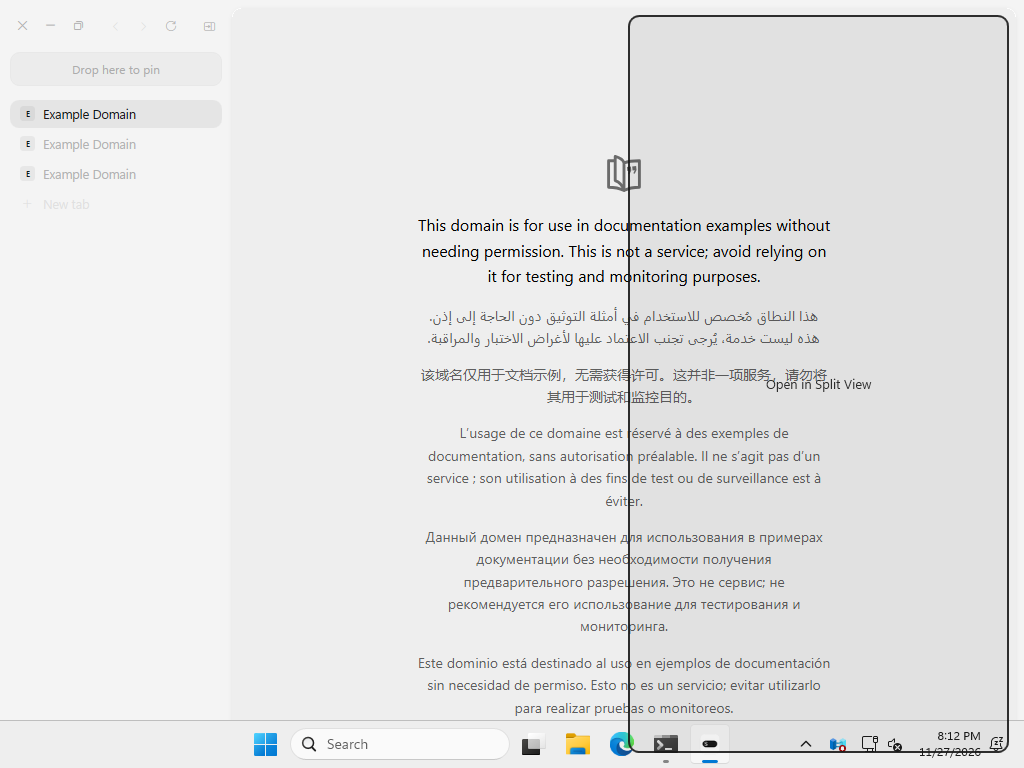 Drop here to pin
E Example Domain
E Example Domain
E Example Domain
+ New tab
This domain is for use in documentation examples without
needing permission. This is not a service; avoid relying on
it for testing and monitoring purposes.
هذا النطاق مُخصص للاستخدام في أمثلة التوثيق دون الحاجة إلى إذن.
هذه ليست خدمة، يُرجى تجنب الاعتماد عليها لأغراض الاختبار والمراقبة.
该域名仅用于文档示例，无需获得许可。这并非一项服务，请勿将
其用于测试和监控目的。
Open in Split View
L'usage de ce domaine est réservé à des exemples de
documentation, sans autorisation préalable. Il ne s'agit pas d'un
service ; son utilisation à des fins de test ou de surveillance est à
éviter.
Данный домен предназначен для использования в примерах
документации без необходимости получения
предварительного разрешения. Это не сервис; не
рекомендуется его использование для тестирования и
мониторинга.
Este dominio está destinado al uso en ejemplos de documentación
sin necesidad de permiso. Esto no es un servicio; evitar utilizarlo
para realizar pruebas o monitoreos.
Search
8:12 PM
11/27/2026